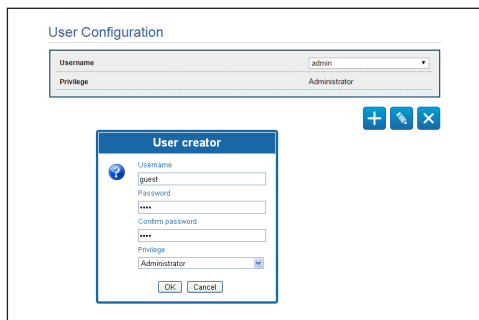 User Configuration
Username admin
Privilege Administrator
User creator
Username
guest
Password
••••
Confirm password
••••
Privilege
Administrator
OK Cancel